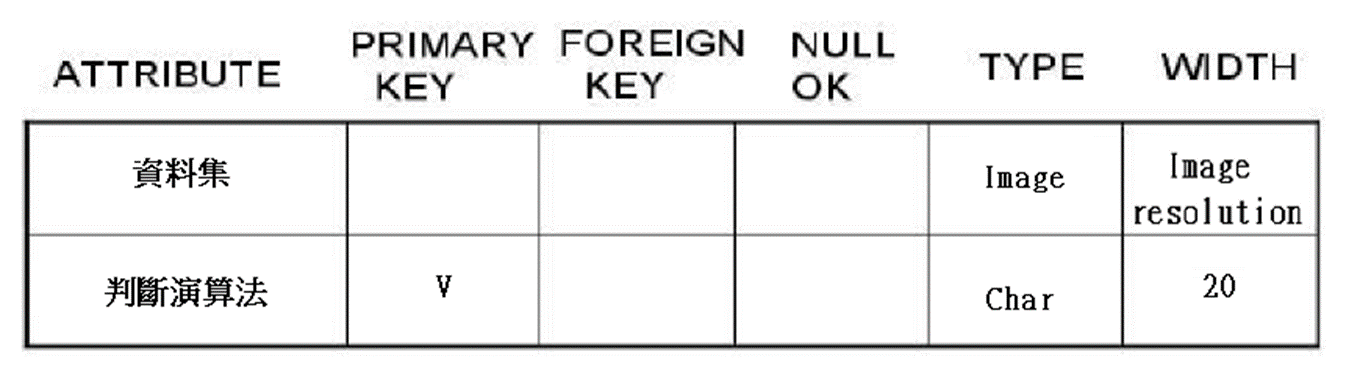 ATTRIBUTE PRIMARY KEY FOREIGN KEY NULL OK TYPE WIDTH
資料集 Image Image resolution
判斷演算法 V Char 20